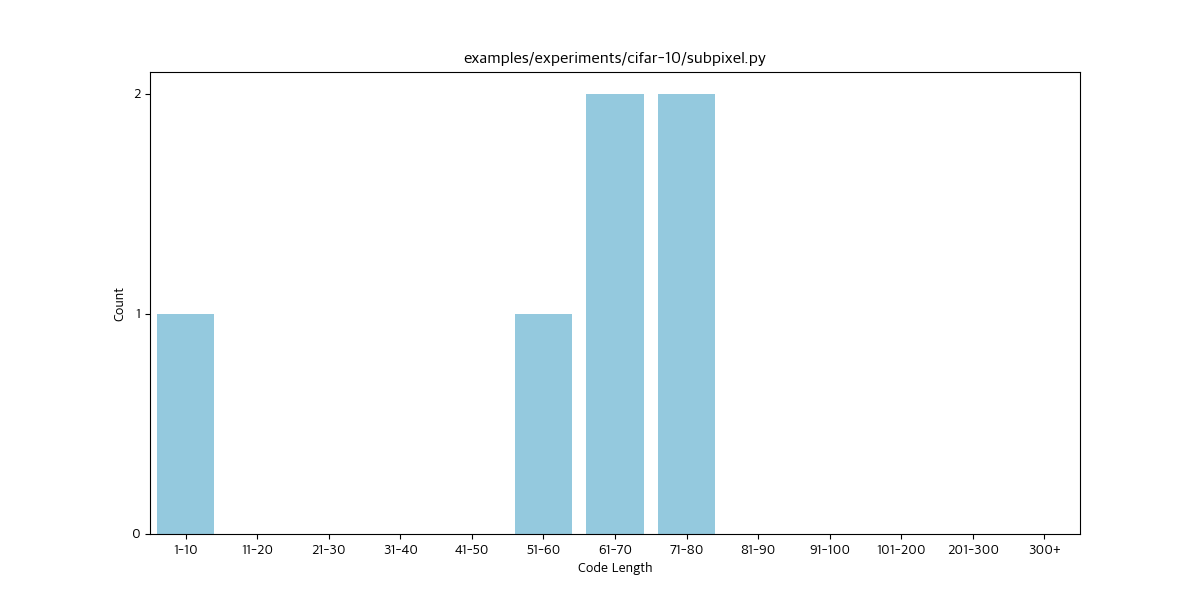 examples/experiments/cifar-10/subpixel.py
2
1
0
Count
1-10 11-20 21-30 31-40 41-50 51-60 61-70 71-80 81-90 91-100 101-200 201-300 300+
Code Length